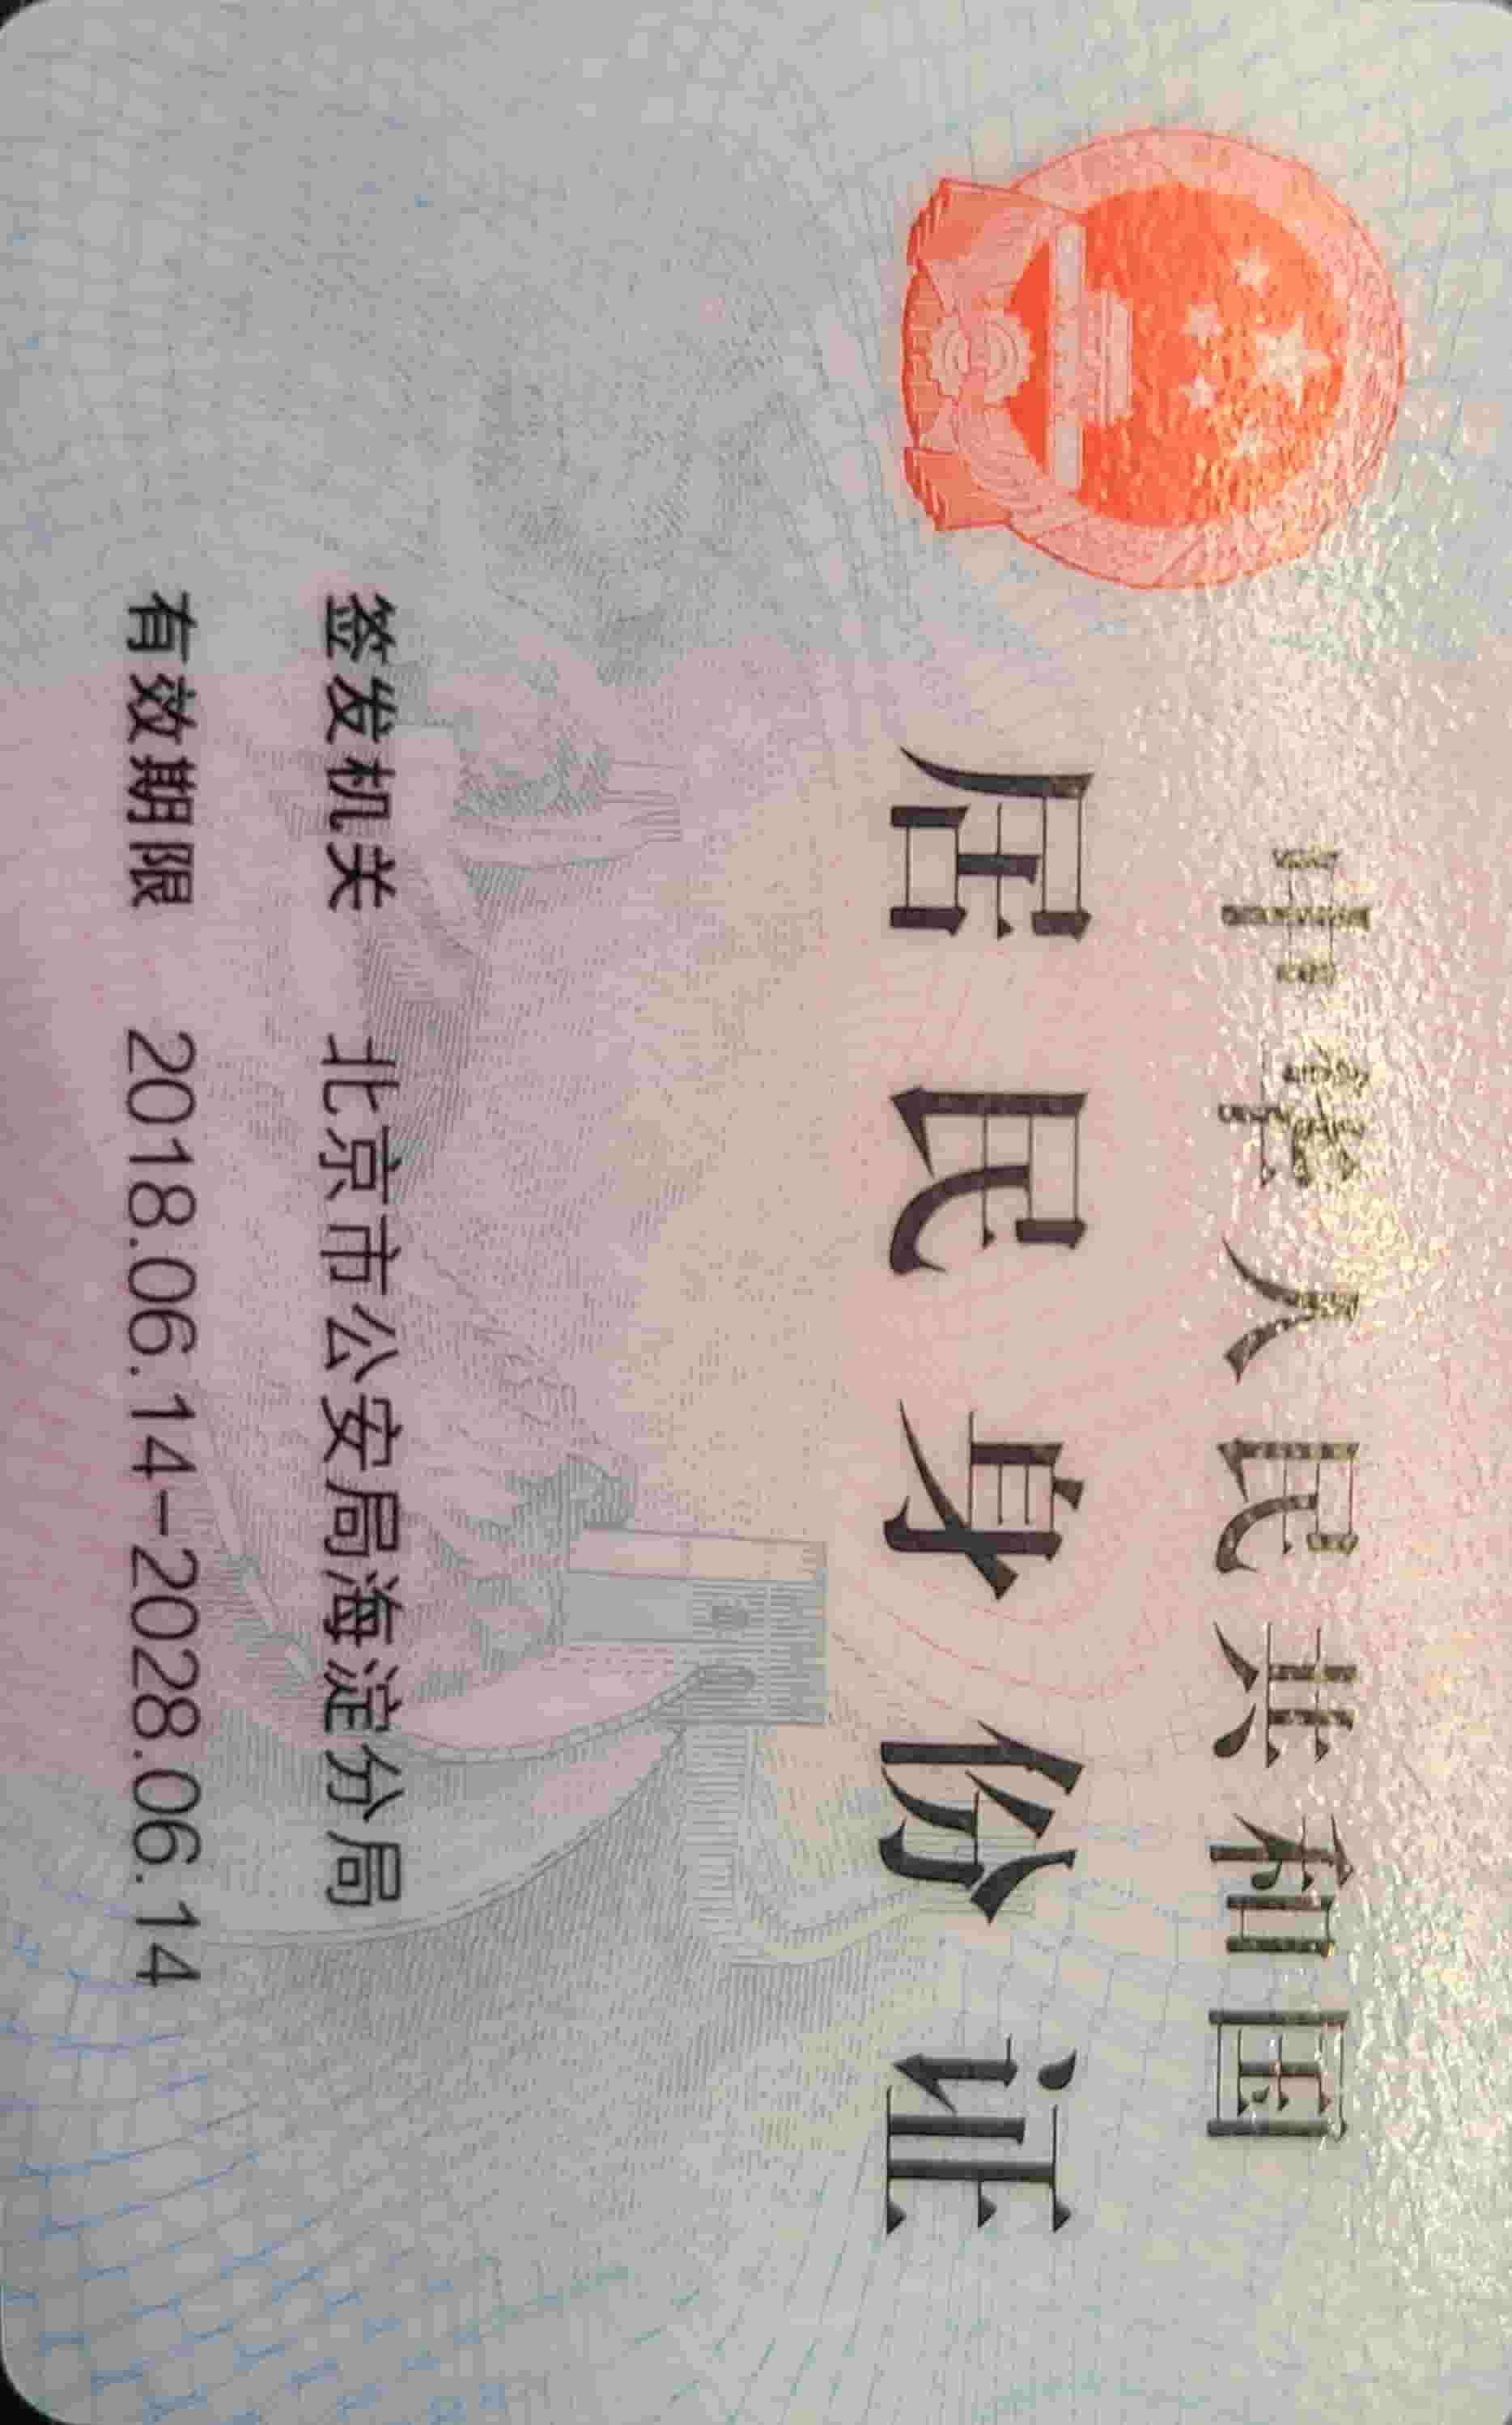 中华人民共和国
居民身份证
签发机关 北京市公安局海淀分局
有效期限 2018.06.14-2028.06.14